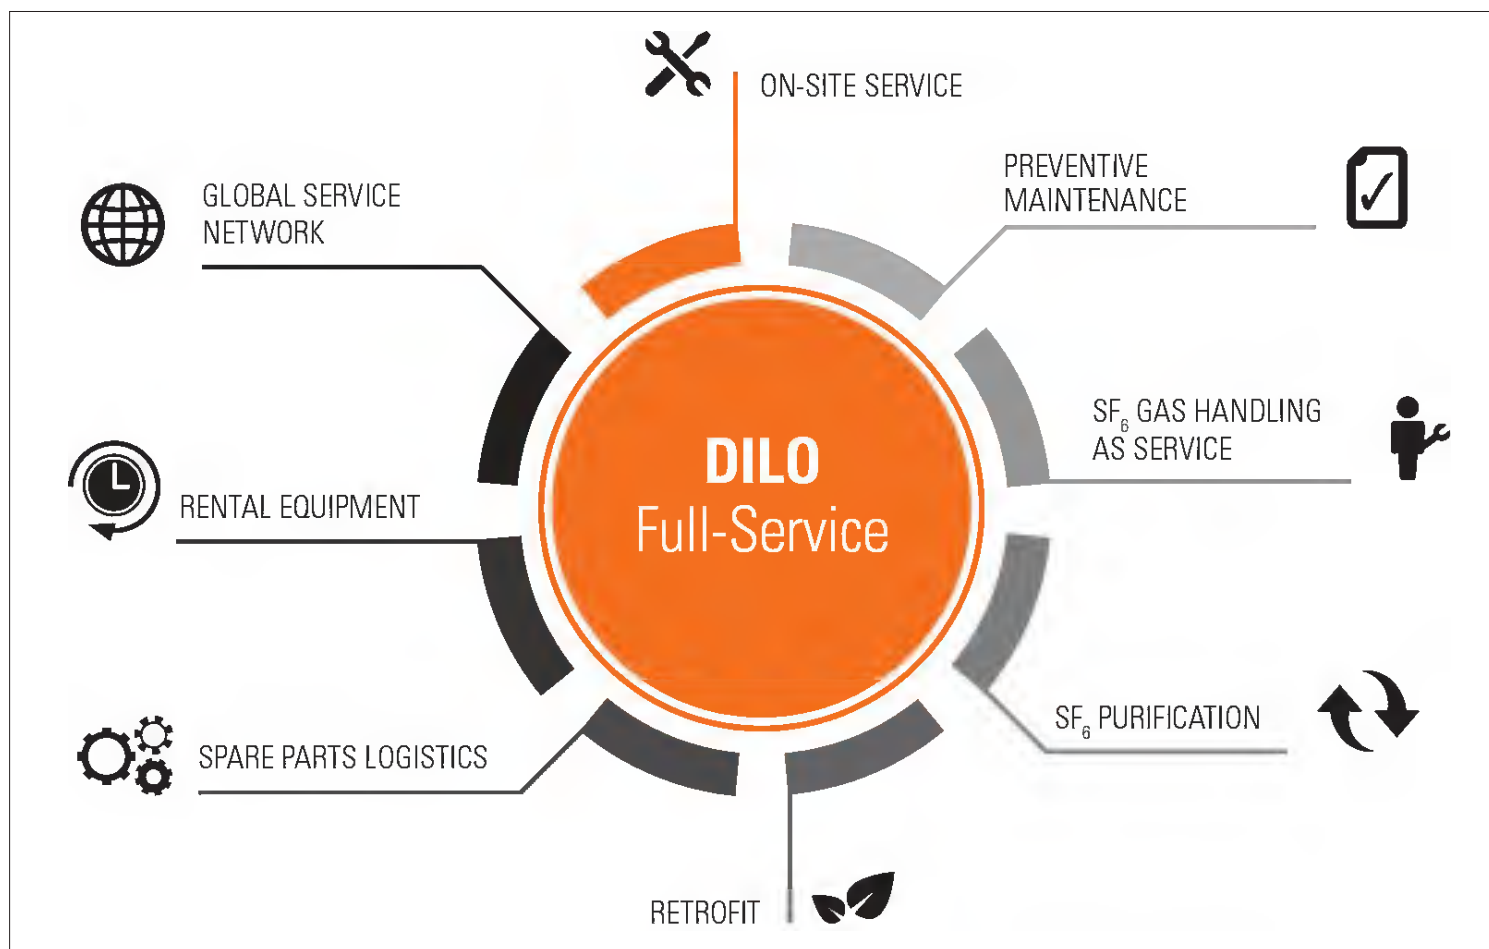 ON-SITE SERVICE
PREVENTIVE
MAINTENANCE
GLOBAL SERVICE
NETWORK
SF₆ GAS HANDLING
AS SERVICE
DILO
Full-Service
RENTAL EQUIPMENT
SF₆ PURIFICATION
SPARE PARTS LOGISTICS
RETROFIT